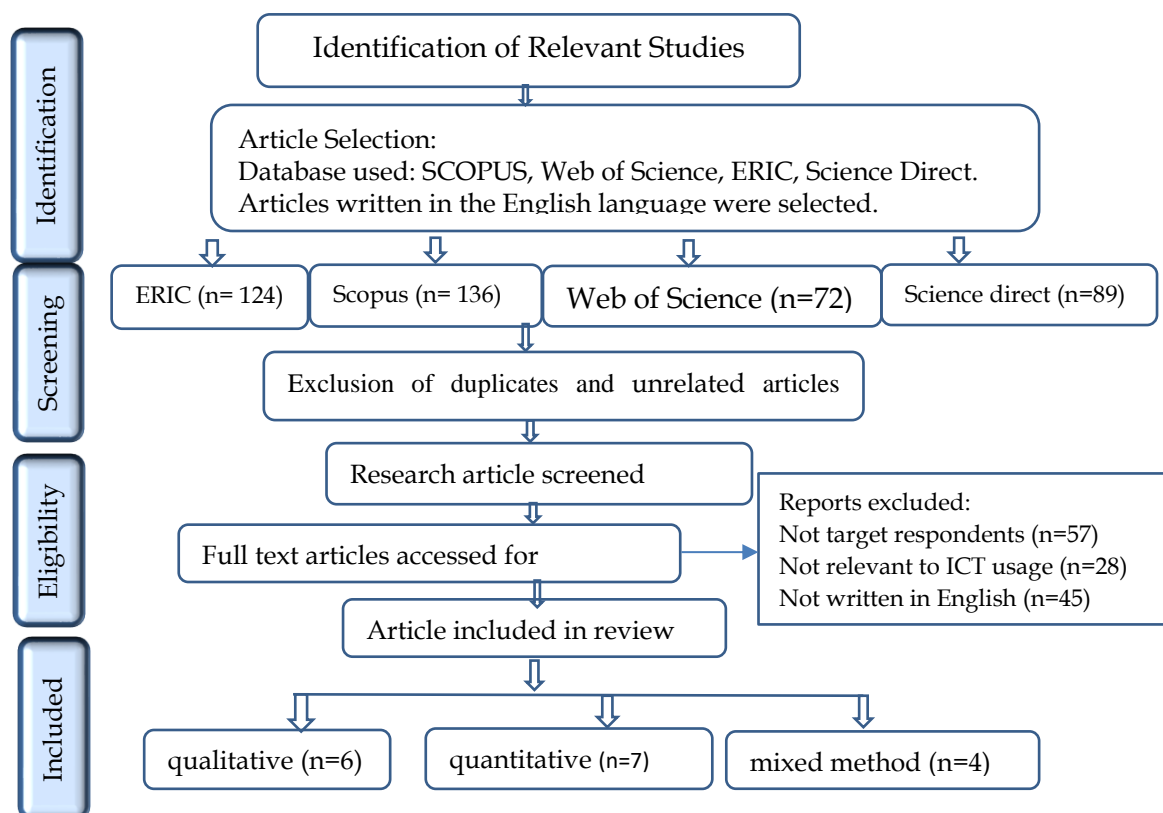 Identification
Identification of Relevant Studies
Article Selection:
Database used: SCOPUS, Web of Science, ERIC, Science Direct.
Articles written in the English language were selected.
Screening
ERIC (n= 124)
Scopus (n= 136)
Web of Science (n=72)
Science direct (n=89)
Exclusion of duplicates and unrelated articles
Eligibility
Research article screened
Full text articles accessed for
Reports excluded:
Not target respondents (n=57)
Not relevant to ICT usage (n=28)
Not written in English (n=45)
Article included in review
Included
qualitative (n=6)
quantitative (n=7)
mixed method (n=4)